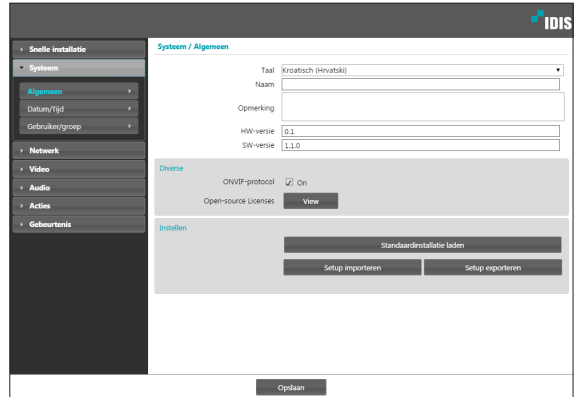 IDIS
Snelle installatie
Systeem
Algemeen
Datum/Tijd
Gebruiker/groep
Netwerk
Video
Audio
Acties
Gebeurtenis
Systeem / Algemeen
Taal Kroatisch (Hrvatski)
Naam
Opmerking
HW-versie 0.1
SW-versie 1.1.0
Diverse
ONVIF-protocol On
Open-source Licenses View
Instellen
Standaardinstallatie laden
Setup importeren Setup exporteren
Opslaan